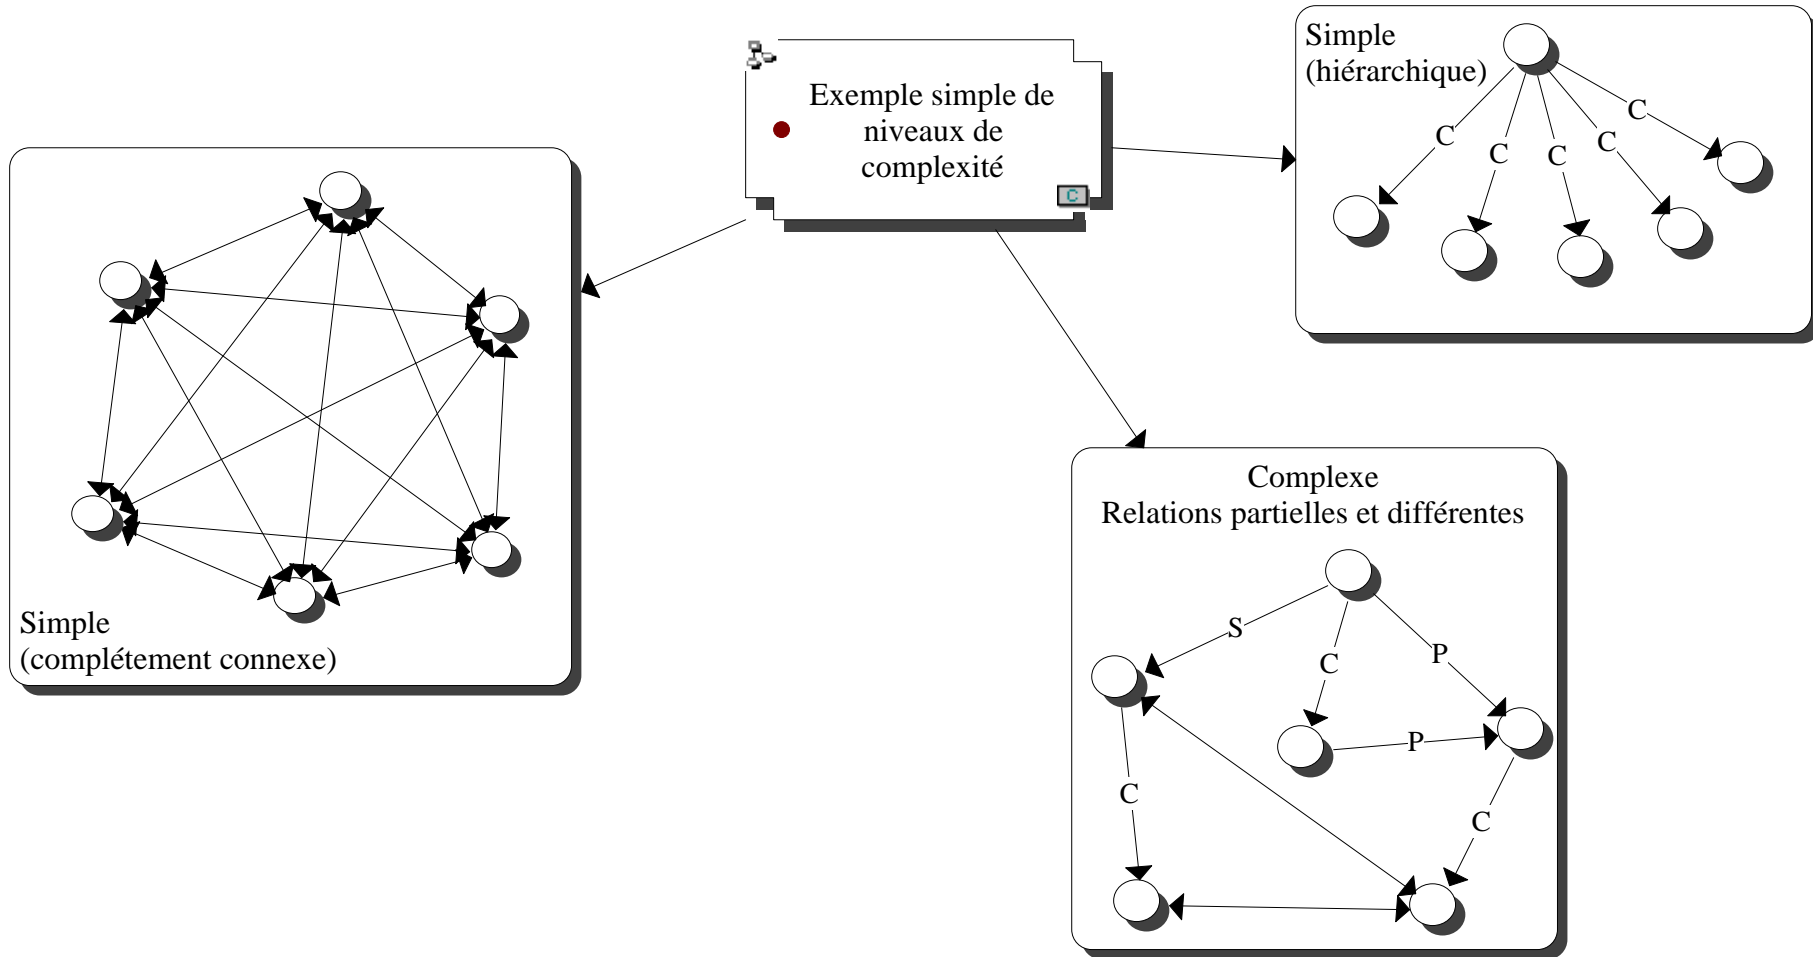 Exemple simple de
niveaux de
complexité
C
Simple
(hiérarchique)
C
C
C
C
C
Simple
(complétement connexe)
Complexe
Relations partielles et différentes
S
C
P
P
C
C